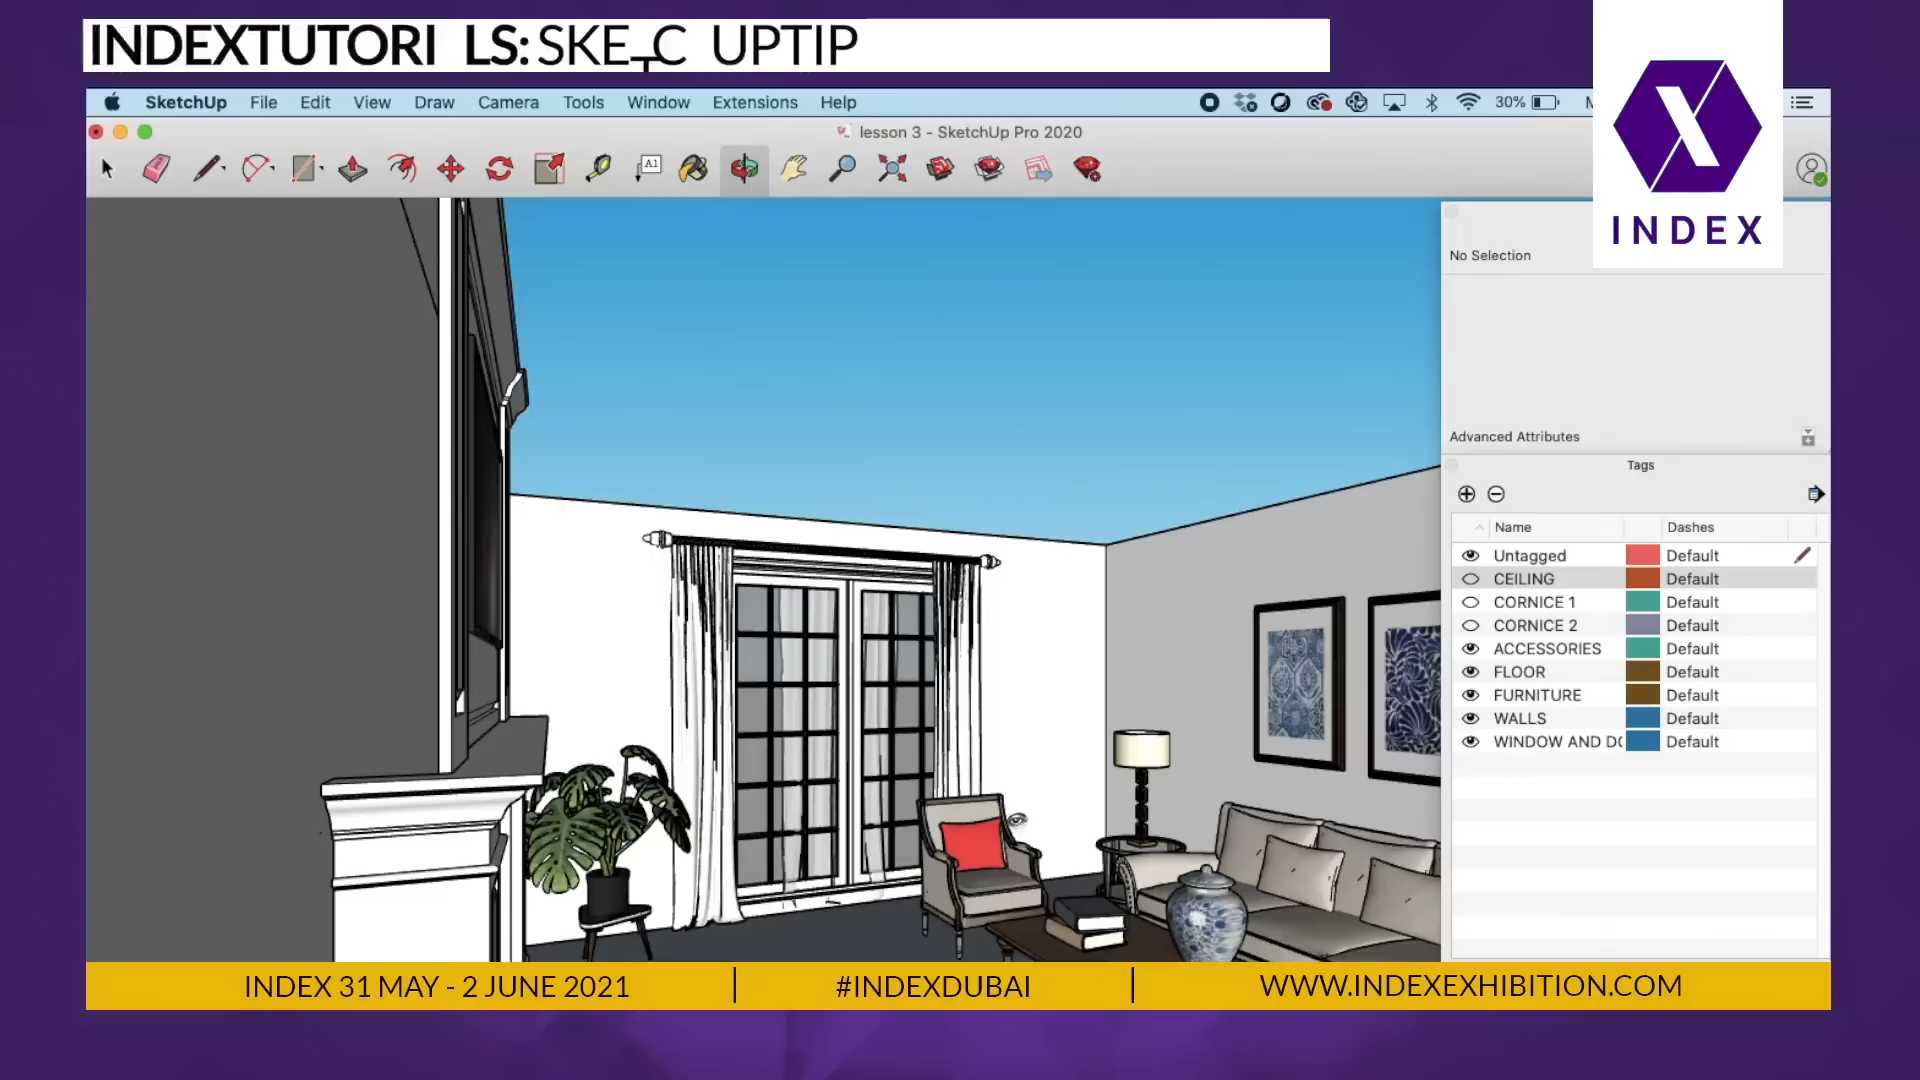 INDEXTUTORI LS: SKE_TC UPTIP
SketchUp File Edit View Draw Camera Tools Window Extensions Help
30%
lesson 3 - SketchUp Pro 2020
A1
INDEX
No Selection
Advanced Attributes
Tags
Name Dashes
Untagged Default
CEILING Default
CORNICE 1 Default
CORNICE 2 Default
ACCESSORIES Default
FLOOR Default
FURNITURE Default
WALLS Default
WINDOW AND DO Default
INDEX 31 MAY - 2 JUNE 2021 | #INDEXDUBAI | WWW.INDEXEXHIBITION.COM